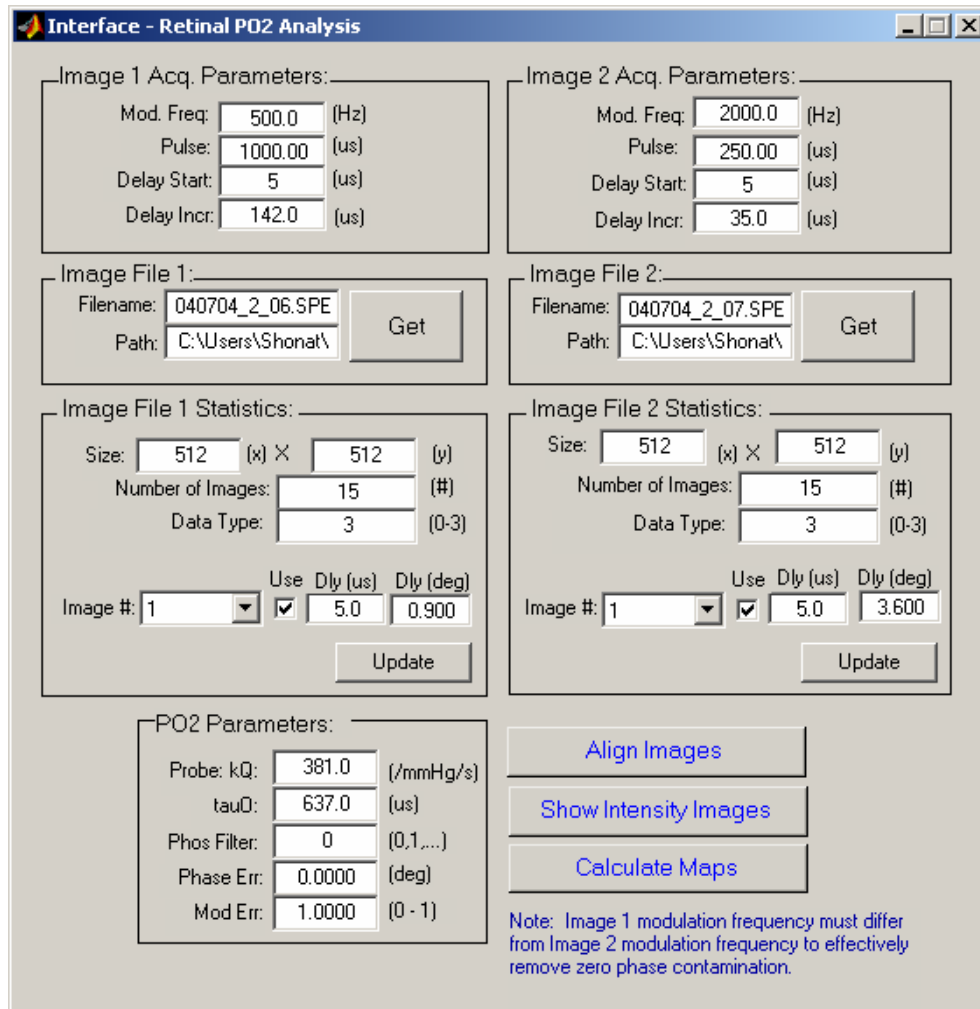 Interface - Retinal PO2 Analysis
Image 1 Acq. Parameters:
Mod. Freq: 500.0 (Hz)
Pulse: 1000.00 (us)
Delay Start: 5 (us)
Delay Incr: 142.0 (us)
Image 2 Acq. Parameters:
Mod. Freq: 2000.0 (Hz)
Pulse: 250.00 (us)
Delay Start: 5 (us)
Delay Incr: 35.0 (us)
Image File 1:
Filename: 040704_2_06.SPE
Path: C:\Users\Shonat\
Get
Image File 2:
Filename: 040704_2_07.SPE
Path: C:\Users\Shonat\
Get
Image File 1 Statistics:
Size: 512 (x) X 512 (y)
Number of Images: 15 (#)
Data Type: 3 (0-3)
Use Dly (us) Dly (deg)
Image #: 1 5.0 0.900
Update
Image File 2 Statistics:
Size: 512 (x) X 512 (y)
Number of Images: 15 (#)
Data Type: 3 (0-3)
Use Dly (us) Dly (deg)
Image #: 1 5.0 3.600
Update
PO2 Parameters:
Probe: kQ: 381.0 (/mmHg/s)
tau0: 637.0 (us)
Phos Filter: 0 (0,1,...)
Phase Err: 0.0000 (deg)
Mod Err: 1.0000 (0 - 1)
Align Images
Show Intensity Images
Calculate Maps
Note: Image 1 modulation frequency must differ
from Image 2 modulation frequency to effectively
remove zero phase contamination.